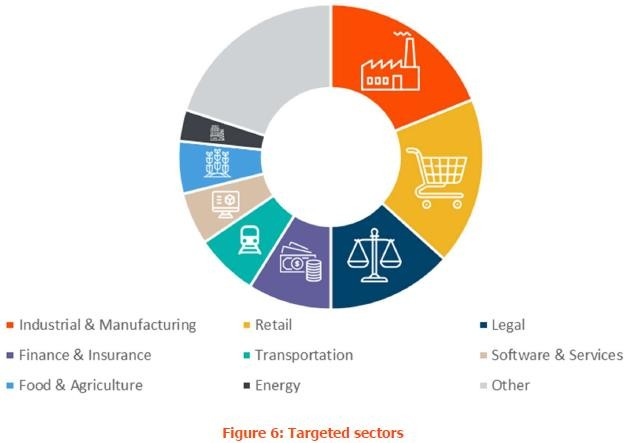 Industrial & Manufacturing
Retail
Legal
Finance & Insurance
Transportation
Software & Services
Food & Agriculture
Energy
Other
Figure 6: Targeted sectors